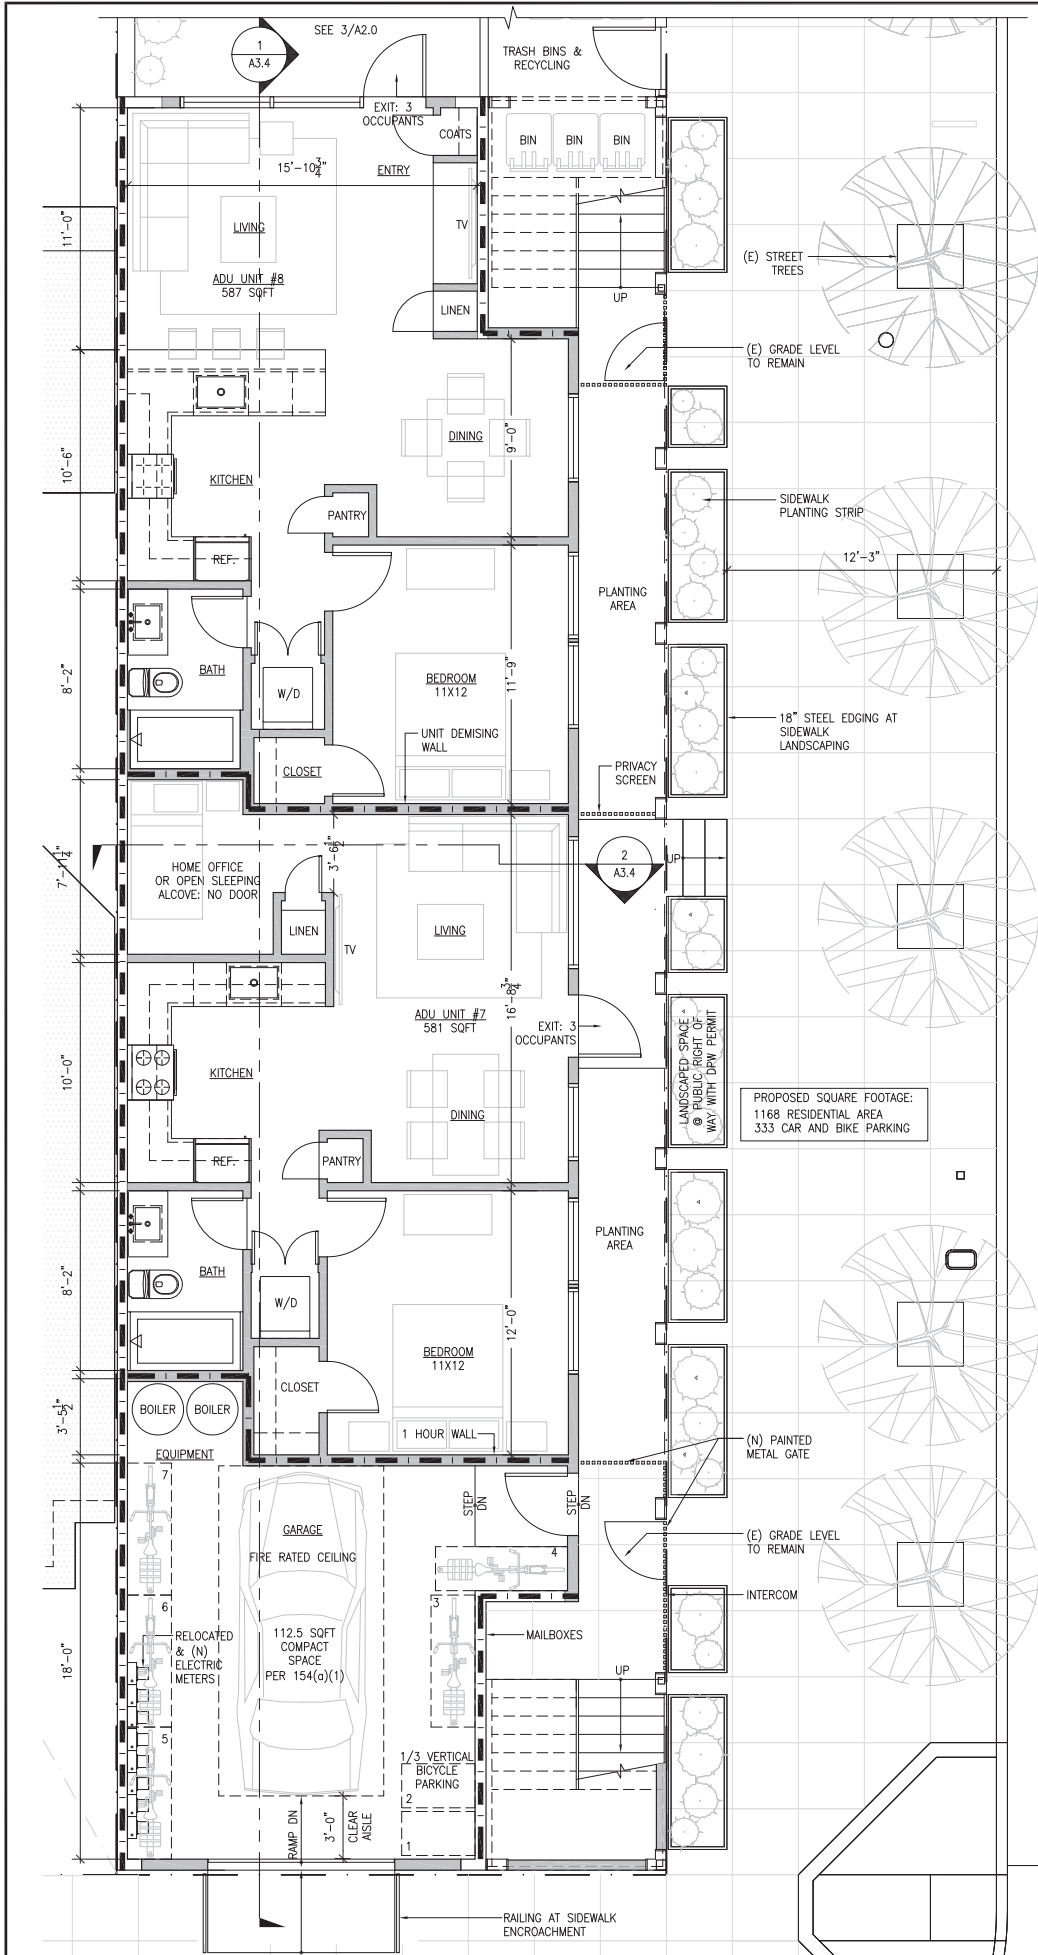 SEE 3/A2.0
1
A3.4
TRASH BINS &
RECYCLING
EXIT: 3
OCCUPANTS
COATS
BIN
BIN
BIN
15'-10 3/4"
ENTRY
11'-0"
LIVING
TV
ADU UNIT #8
587 SQFT
LINEN
UP
(E) STREET
TREES
(E) GRADE LEVEL
TO REMAIN
10'-6"
DINING
9'-0"
KITCHEN
PANTRY
REF.
SIDEWALK
PLANTING STRIP
12'-3"
PLANTING
AREA
8'-2"
BATH
W/D
BEDROOM
11X12
11'-9"
UNIT DEMISING
WALL
18" STEEL EDGING AT
SIDEWALK
LANDSCAPING
CLOSET
PRIVACY
SCREEN
7'-11 1/4"
3'-6 1/2"
HOME OFFICE
OR OPEN SLEEPING
ALCOVE: NO DOOR
2
A3.4
UP
LINEN
TV
LIVING
16'-8 3/4"
ADU UNIT #7
581 SQFT
EXIT: 3
OCCUPANTS
LANDSCAPED SPACE
@ PUBLIC RIGHT OF
WAY WITH DPW PERMIT
10'-0"
KITCHEN
DINING
PROPOSED SQUARE FOOTAGE:
1168 RESIDENTIAL AREA
333 CAR AND BIKE PARKING
REF.
PANTRY
PLANTING
AREA
8'-2"
BATH
W/D
BEDROOM
11X12
12'-0"
CLOSET
3'-5 1/2"
BOILER
BOILER
1 HOUR WALL
EQUIPMENT
(N) PAINTED
METAL GATE
7
STEP
DN
STEP
DN
GARAGE
FIRE RATED CEILING
4
(E) GRADE LEVEL
TO REMAIN
INTERCOM
6
3
18'-0"
RELOCATED
& (N)
ELECTRIC
METERS
112.5 SQFT
COMPACT
SPACE
PER 154(a)(1)
MAILBOXES
UP
5
1/3 VERTICAL
BICYCLE
PARKING
2
RAMP DN
3'-0"
CLEAR
AISLE
1
RAILING AT SIDEWALK
ENCROACHMENT